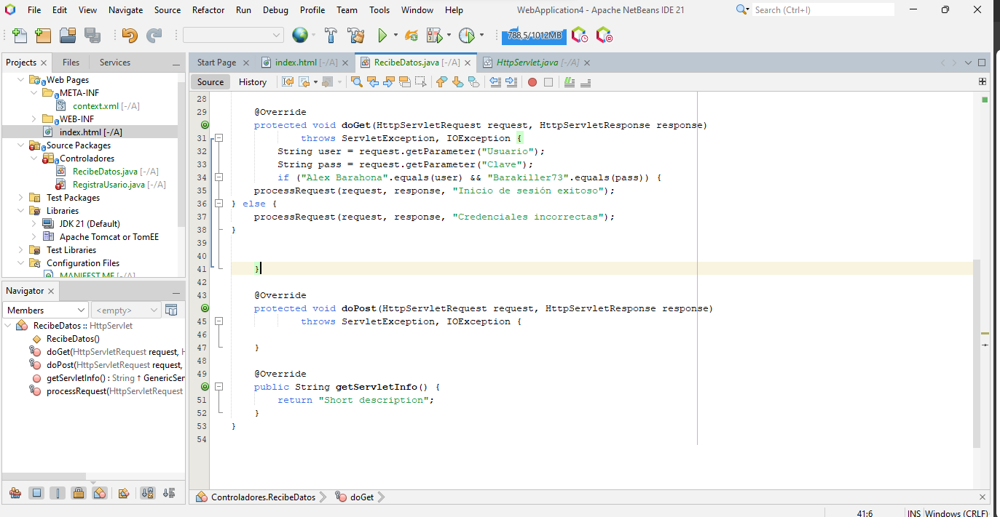 File Edit View Navigate Source Refactor Run Debug Profile Team Tools Window Help WebApplication4 - Apache NetBeans IDE 21 Search (Ctrl+I)
788,5/1012MB
Projects Files Services
Start Page index.html [-/A] RecibeDatos.java [-/A] HttpServlet.java [-/A]
Source History
Web Pages
META-INF
context.xml [-/A]
WEB-INF
index.html [-/A]
Source Packages
Controladores
RecibeDatos.java [-/A]
RegistraUsario.java [-/A]
Test Packages
Libraries
JDK 21 (Default)
Apache Tomcat or TomEE
Test Libraries
Configuration Files
MANIFEST.MF [-/A]
Navigator
Members <empty>
RecibeDatos :: HttpServlet
RecibeDatos()
doGet(HttpServletRequest request, H
doPost(HttpServletRequest request,
getServletInfo() : String ↑ GenericSer
processRequest(HttpServletRequest
28
29 @Override
protected void doGet(HttpServletRequest request, HttpServletResponse response)
31 throws ServletException, IOException {
32 String user = request.getParameter("Usuario");
33 String pass = request.getParameter("Clave");
34 if ("Alex Barahona".equals(user) && "Barakiller73".equals(pass)) {
35 processRequest(request, response, "Inicio de sesión exitoso");
36 } else {
37 processRequest(request, response, "Credenciales incorrectas");
38 }
39
40
41 }
42
43 @Override
protected void doPost(HttpServletRequest request, HttpServletResponse response)
45 throws ServletException, IOException {
46
47 }
48
49 @Override
public String getServletInfo() {
51 return "Short description";
52 }
53 }
54
Controladores.RecibeDatos doGet
41:6 INS Windows (CRLF)